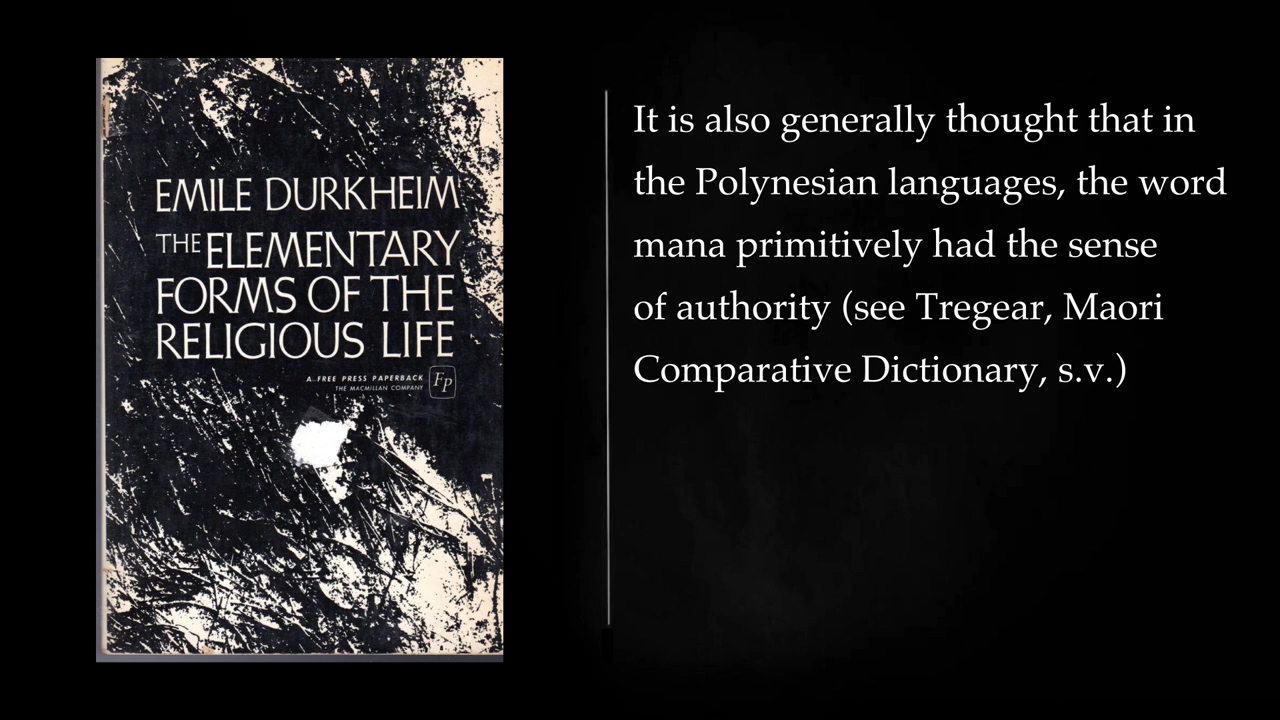 EMILE DURKHEIM
THE ELEMENTARY
FORMS OF THE
RELIGIOUS LIFE
A FREE PRESS PAPERBACK
THE MACMILLAN COMPANY
FP
It is also generally thought that in
the Polynesian languages, the word
mana primitively had the sense
of authority (see Tregear, Maori
Comparative Dictionary, s.v.)